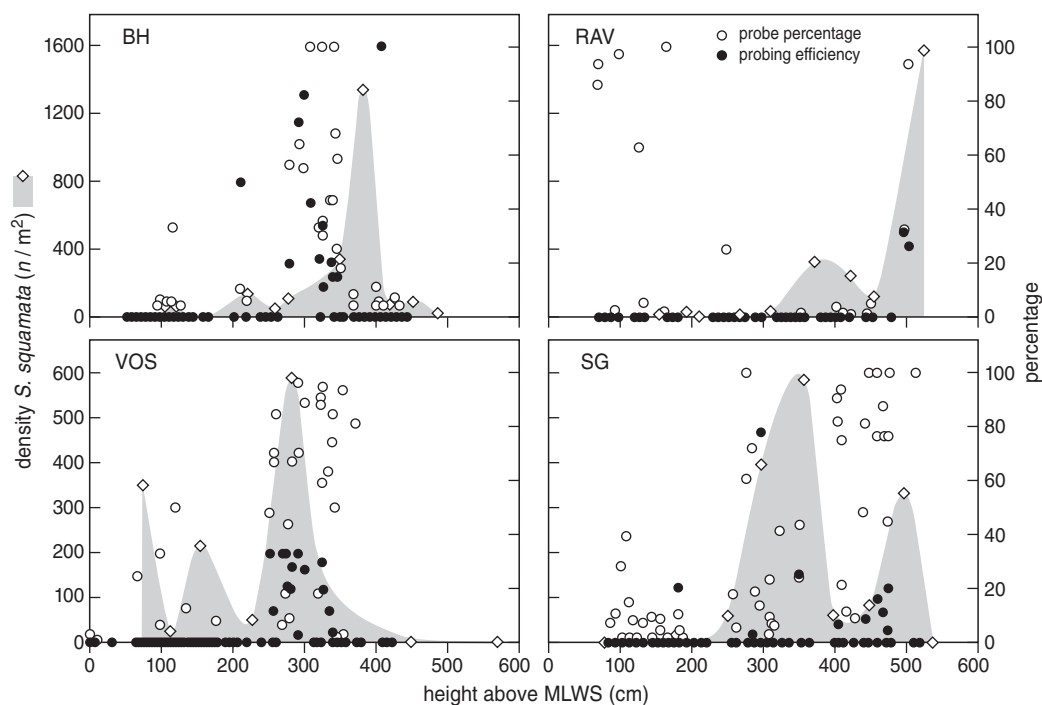 BH
1600
1200
800
400
0
RAV
probe percentage
probing efficiency
100
80
60
40
20
0
density S. squamata (n / m²)
percentage
VOS
600
500
400
300
200
100
0
SG
100
80
60
40
20
0
0 100 200 300 400 500 600
0 100 200 300 400 500 600
height above MLWS (cm)